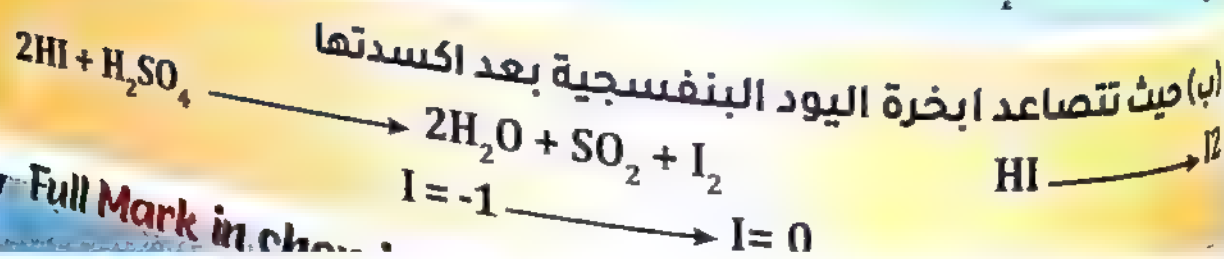 (ب) حيث تتصاعد ابخرة اليود البنفسجية بعد اكسدتها
HI ⟶ I2
2HI + H₂SO₄ ⟶ 2H₂O + SO₂ + I₂
I = -1 ⟶ I= 0
Full Mark in